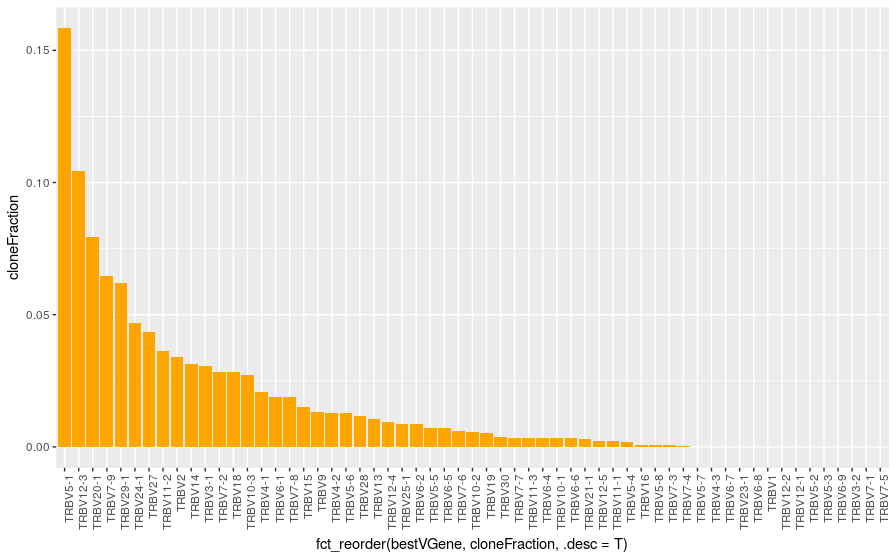 0.15
0.10
0.05
0.00
cloneFraction
TRBV5-1
TRBV12-3
TRBV20-1
TRBV7-9
TRBV29-1
TRBV24-1
TRBV27
TRBV11-2
TRBV2
TRBV14
TRBV3-1
TRBV7-2
TRBV18
TRBV10-3
TRBV4-1
TRBV6-1
TRBV7-8
TRBV15
TRBV9
TRBV4-2
TRBV5-6
TRBV28
TRBV13
TRBV12-4
TRBV25-1
TRBV6-2
TRBV5-5
TRBV6-5
TRBV7-6
TRBV10-2
TRBV19
TRBV30
TRBV7-7
TRBV11-3
TRBV6-4
TRBV10-1
TRBV6-6
TRBV21-1
TRBV12-5
TRBV11-1
TRBV5-4
TRBV16
TRBV5-8
TRBV7-3
TRBV7-4
TRBV5-7
TRBV4-3
TRBV6-7
TRBV23-1
TRBV6-8
TRBV1
TRBV12-2
TRBV12-1
TRBV5-2
TRBV5-3
TRBV6-9
TRBV3-2
TRBV7-1
TRBV7-5
fct_reorder(bestVGene, cloneFraction, .desc = T)